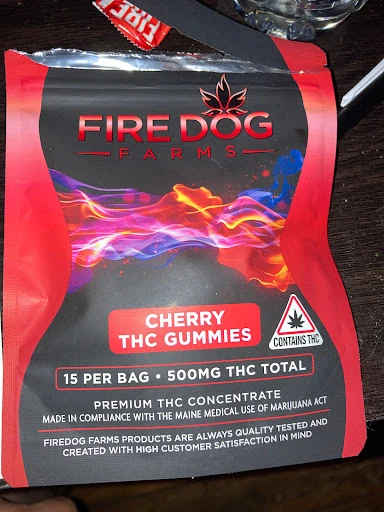 FIRE
FIRE DOG
FARMS
CHERRY
THC GUMMIES
CONTAINS THC
15 PER BAG • 500MG THC TOTAL
PREMIUM THC CONCENTRATE
MADE IN COMPLIANCE WITH THE MAINE MEDICAL USE OF MARIJUANA ACT
FIREDOG FARMS PRODUCTS ARE ALWAYS QUALITY TESTED AND
CREATED WITH HIGH CUSTOMER SATISFACTION IN MIND